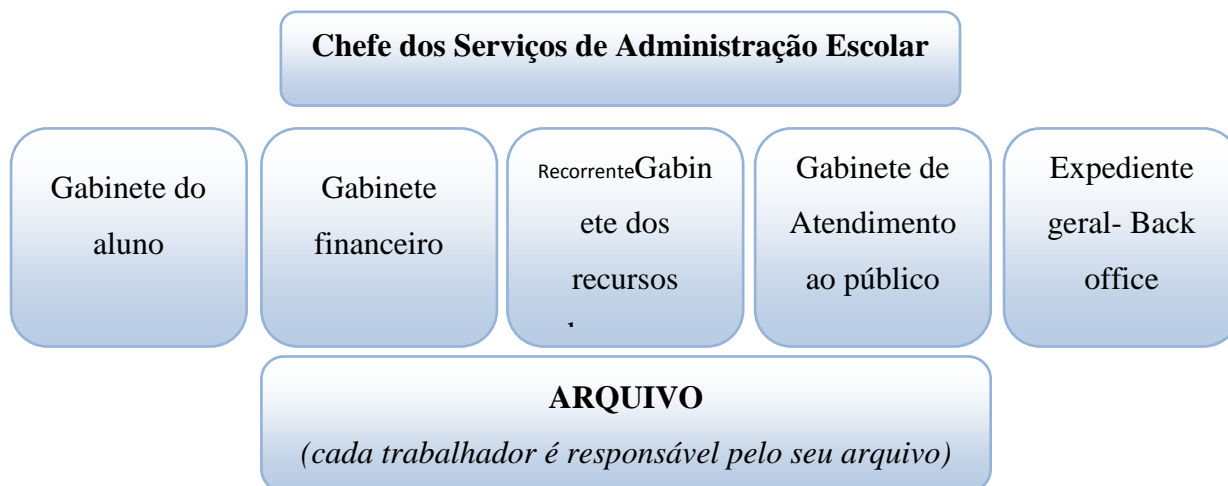 Chefe dos Serviços de Administração Escolar
Gabinete do
aluno
Gabinete
financeiro
RecorrenteGabin
ete dos
recursos
Gabinete de
Atendimento
ao público
Expediente
geral- Back
office
ARQUIVO
(cada trabalhador é responsável pelo seu arquivo)